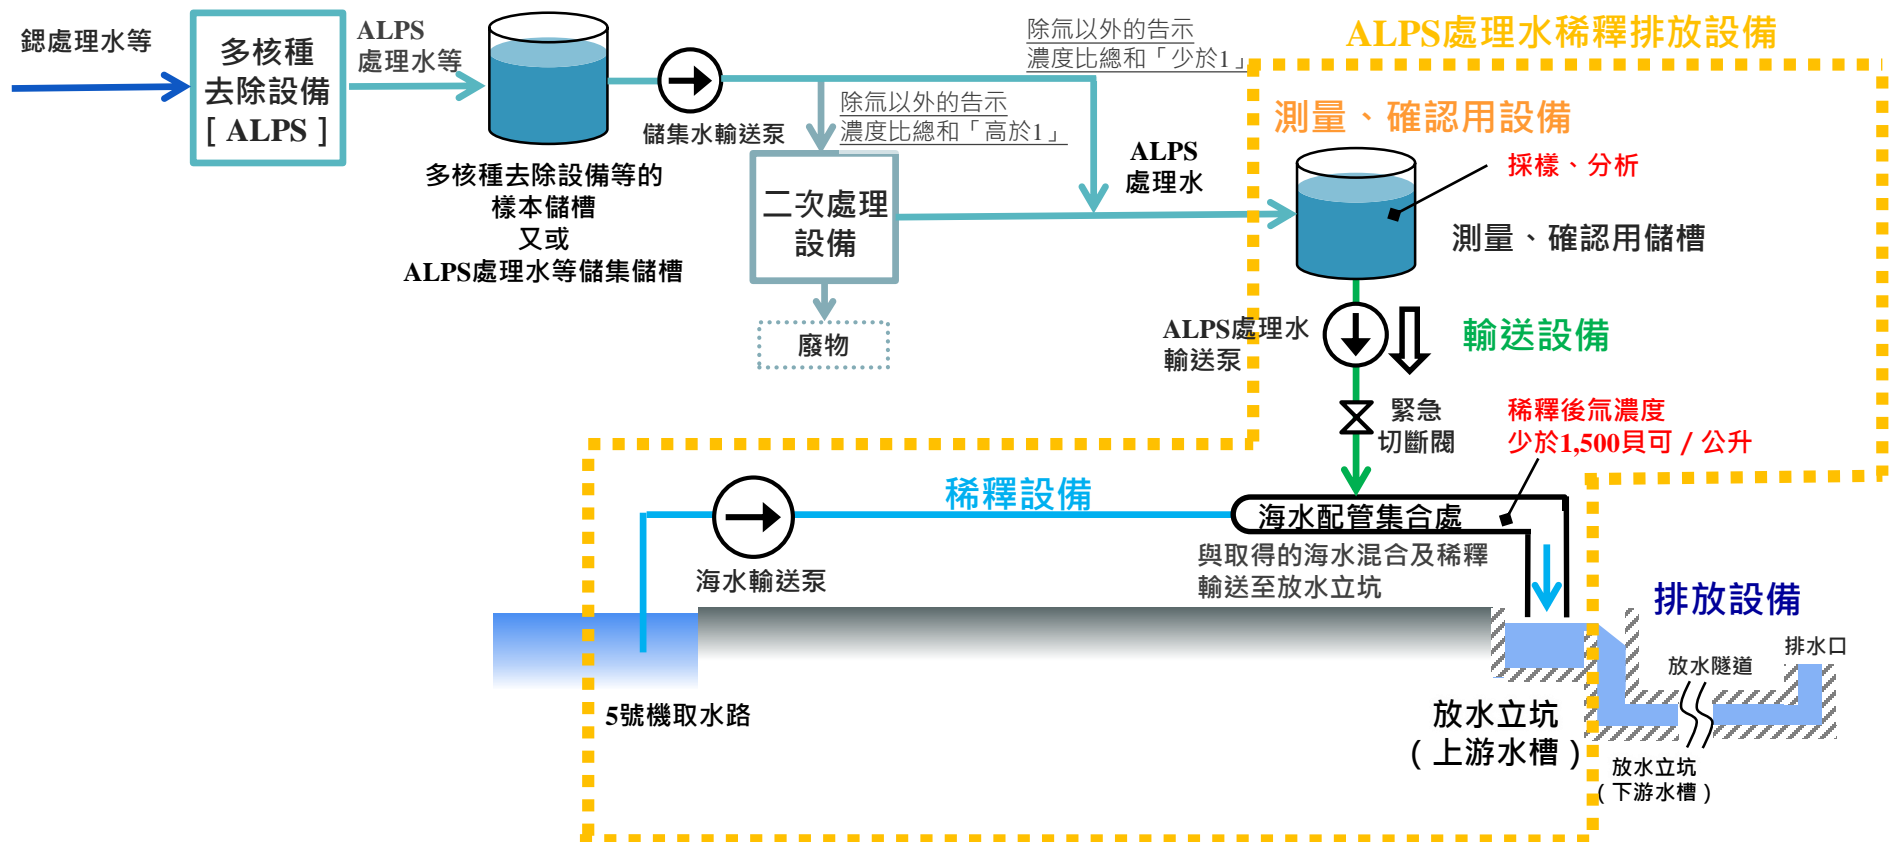 鍶處理水等
多核種
去除設備
[ ALPS ]
ALPS
處理水等
多核種去除設備等的
樣本儲槽
又或
ALPS處理水等儲集儲槽
儲集水輸送泵
除氚以外的告示
濃度比總和「少於1」
除氚以外的告示
濃度比總和「高於1」
二次處理
設備
廢物
ALPS
處理水
ALPS處理水稀釋排放設備
測量、確認用設備
採樣、分析
測量、確認用儲槽
ALPS處理水
輸送泵
輸送設備
緊急
切斷閥
稀釋後氚濃度
少於1,500貝可 / 公升
稀釋設備
海水輸送泵
海水配管集合處
與取得的海水混合及稀釋
輸送至放水立坑
5號機取水路
放水立坑
(上游水槽)
排放設備
放水隧道
排水口
放水立坑
(下游水槽)